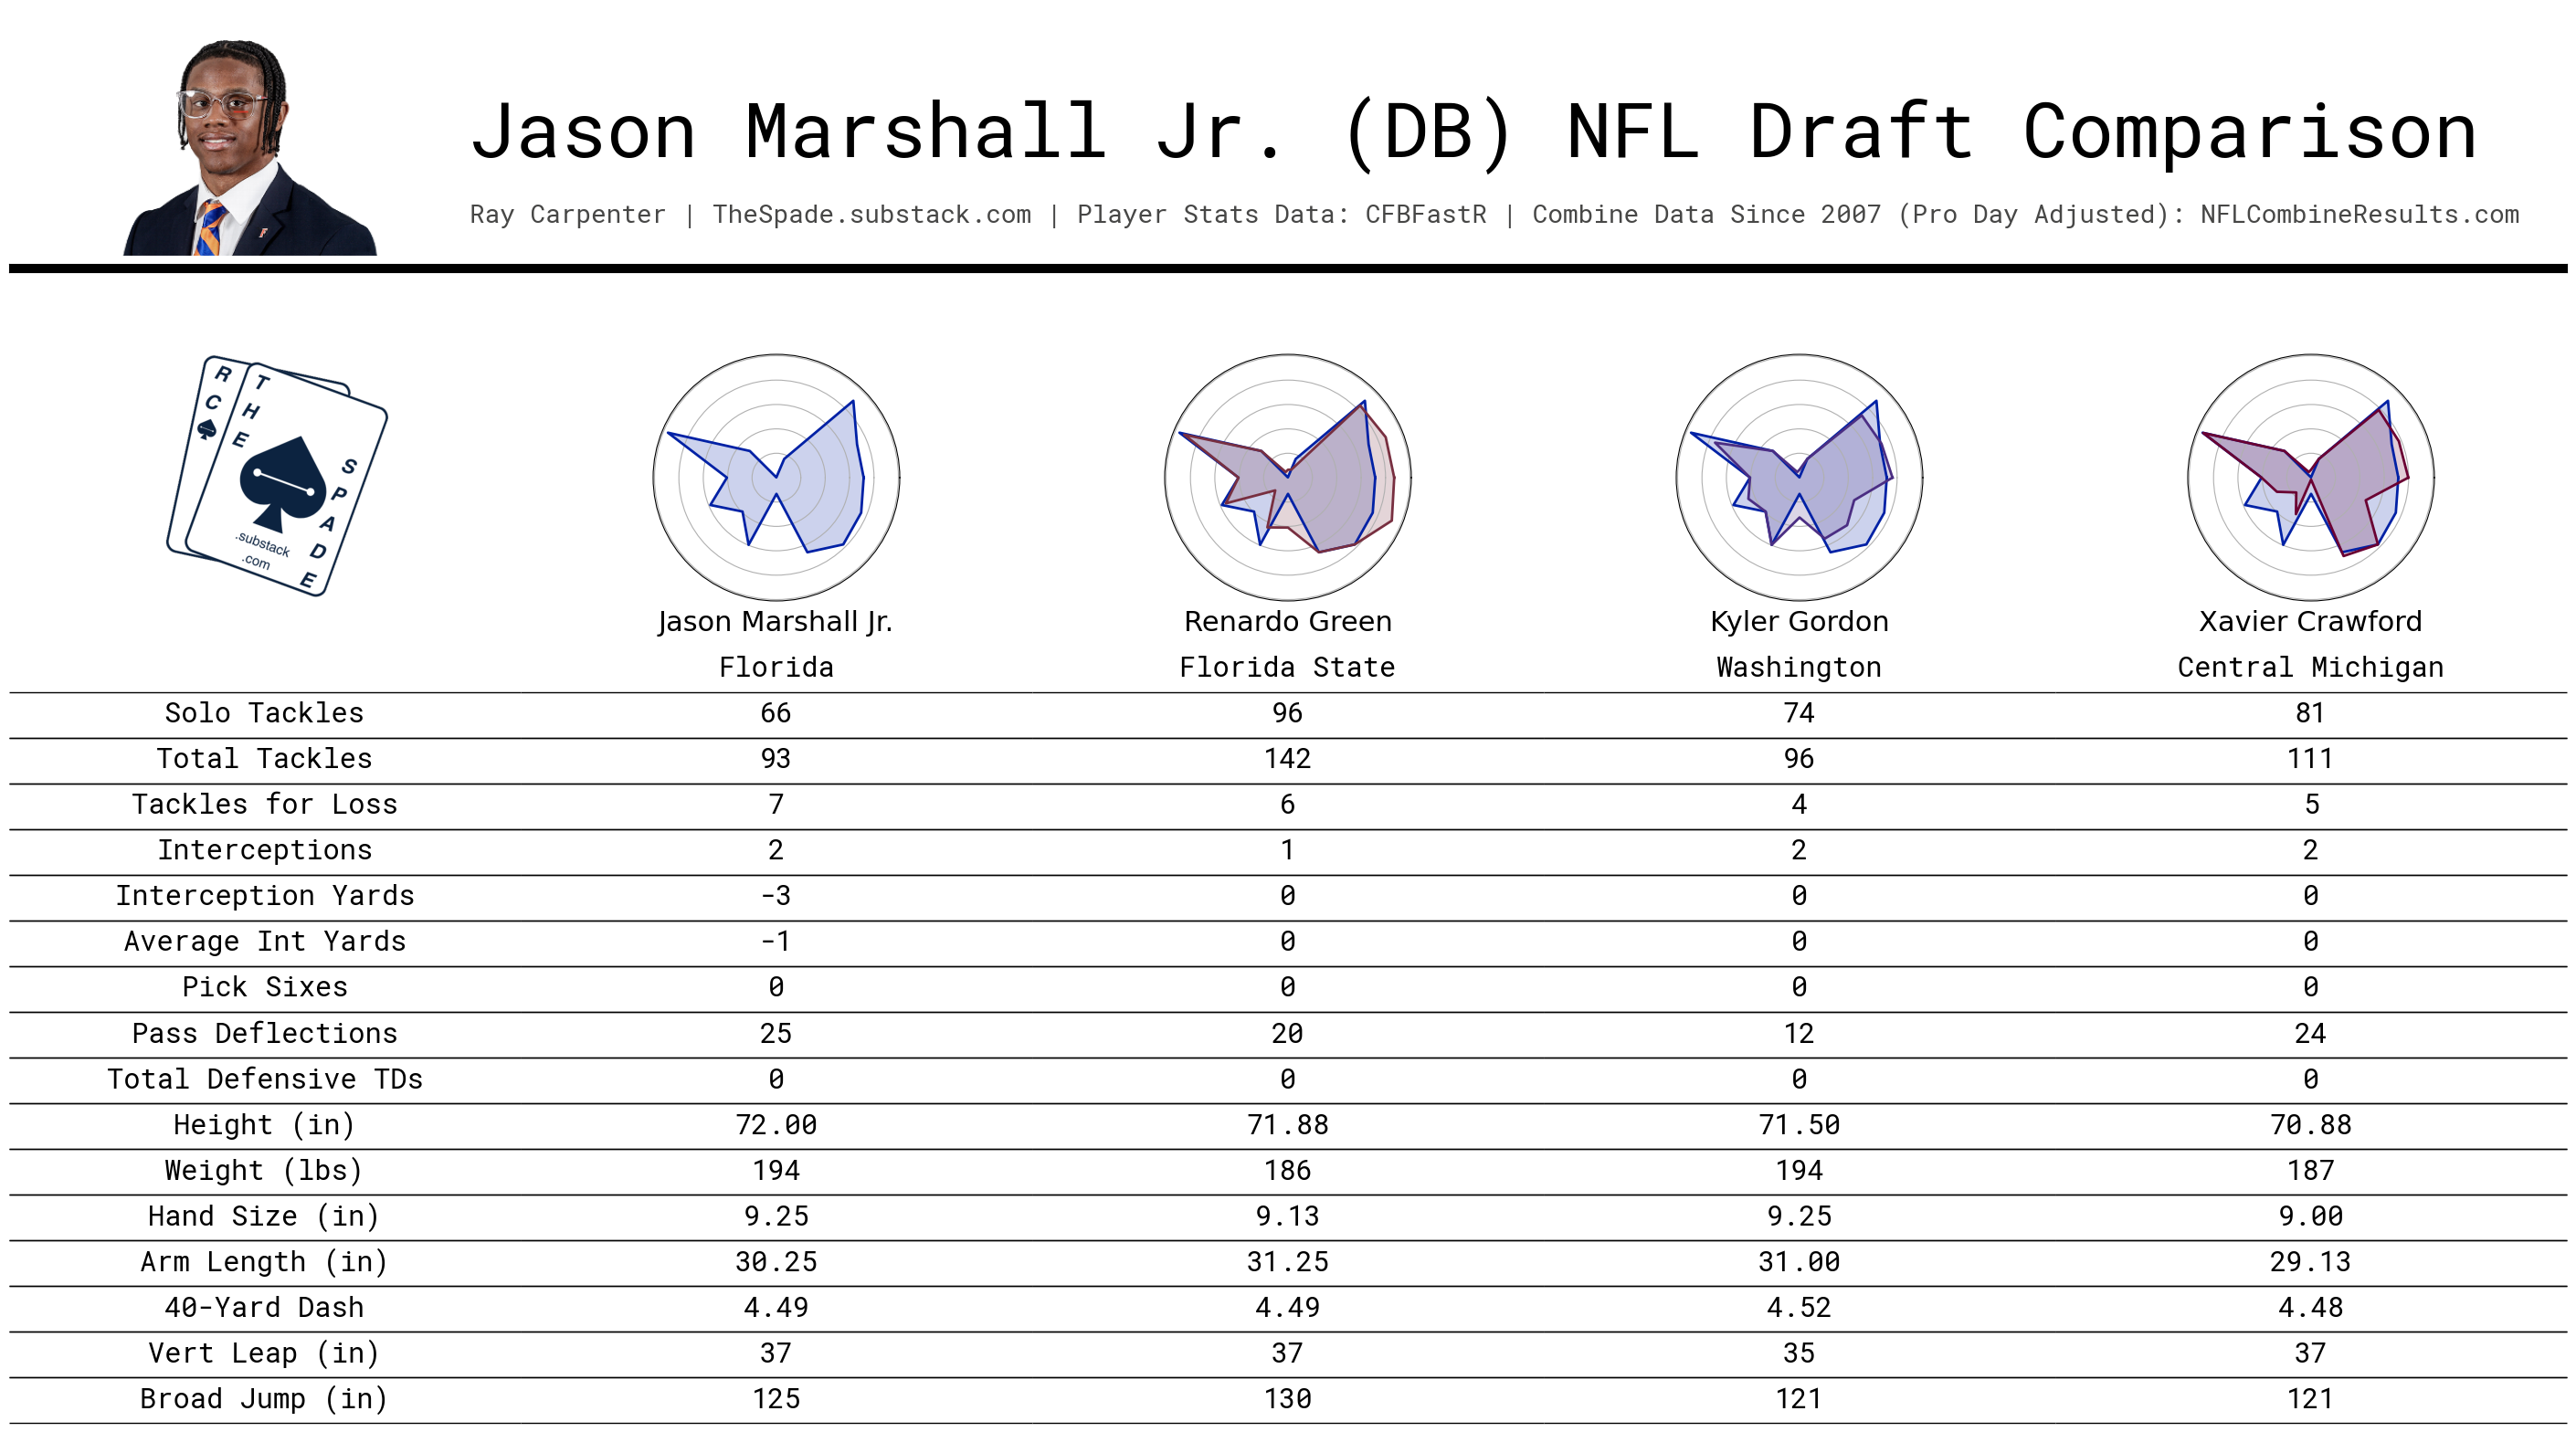 Jason Marshall Jr. (DB) NFL Draft Comparison
Ray Carpenter | TheSpade.substack.com | Player Stats Data: CFBFastR | Combine Data Since 2007 (Pro Day Adjusted): NFLCombineResults.com
RC
THE
SPADE
.substack
.com
Jason Marshall Jr. Renardo Green Kyler Gordon Xavier Crawford
Florida Florida State Washington Central Michigan
Solo Tackles 66 96 74 81
Total Tackles 93 142 96 111
Tackles for Loss 7 6 4 5
Interceptions 2 1 2 2
Interception Yards -3 0 0 0
Average Int Yards -1 0 0 0
Pick Sixes 0 0 0 0
Pass Deflections 25 20 12 24
Total Defensive TDs 0 0 0 0
Height (in) 72.00 71.88 71.50 70.88
Weight (lbs) 194 186 194 187
Hand Size (in) 9.25 9.13 9.25 9.00
Arm Length (in) 30.25 31.25 31.00 29.13
40-Yard Dash 4.49 4.49 4.52 4.48
Vert Leap (in) 37 37 35 37
Broad Jump (in) 125 130 121 121